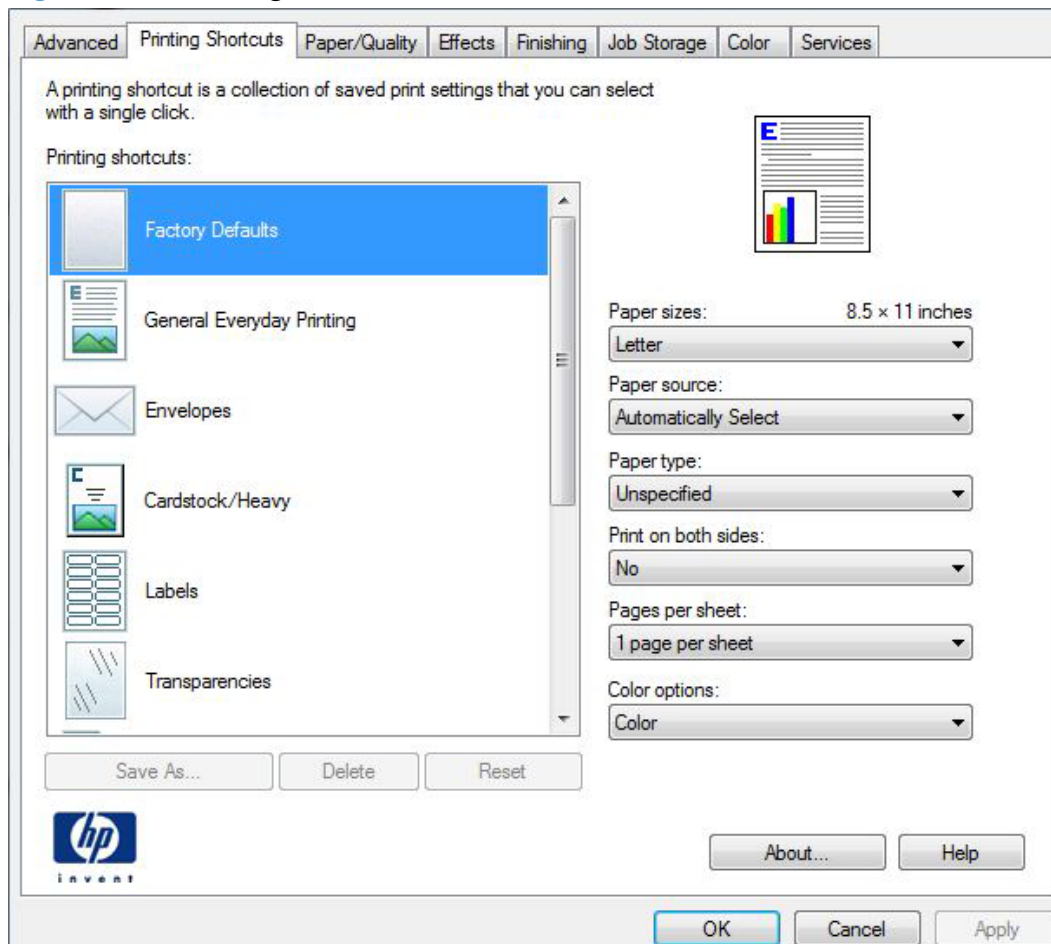 Advanced
Printing Shortcuts
Paper/Quality
Effects
Finishing
Job Storage
Color
Services
A printing shortcut is a collection of saved print settings that you can select
with a single click.
Printing shortcuts:
Factory Defaults
E
General Everyday Printing
Envelopes
E
Cardstock/Heavy
Labels
Transparencies
Save As...
Delete
Reset
E
Paper sizes:
8.5 × 11 inches
Letter
Paper source:
Automatically Select
Paper type:
Unspecified
Print on both sides:
No
Pages per sheet:
1 page per sheet
Color options:
Color
hp
invent
About...
Help
OK
Cancel
Apply